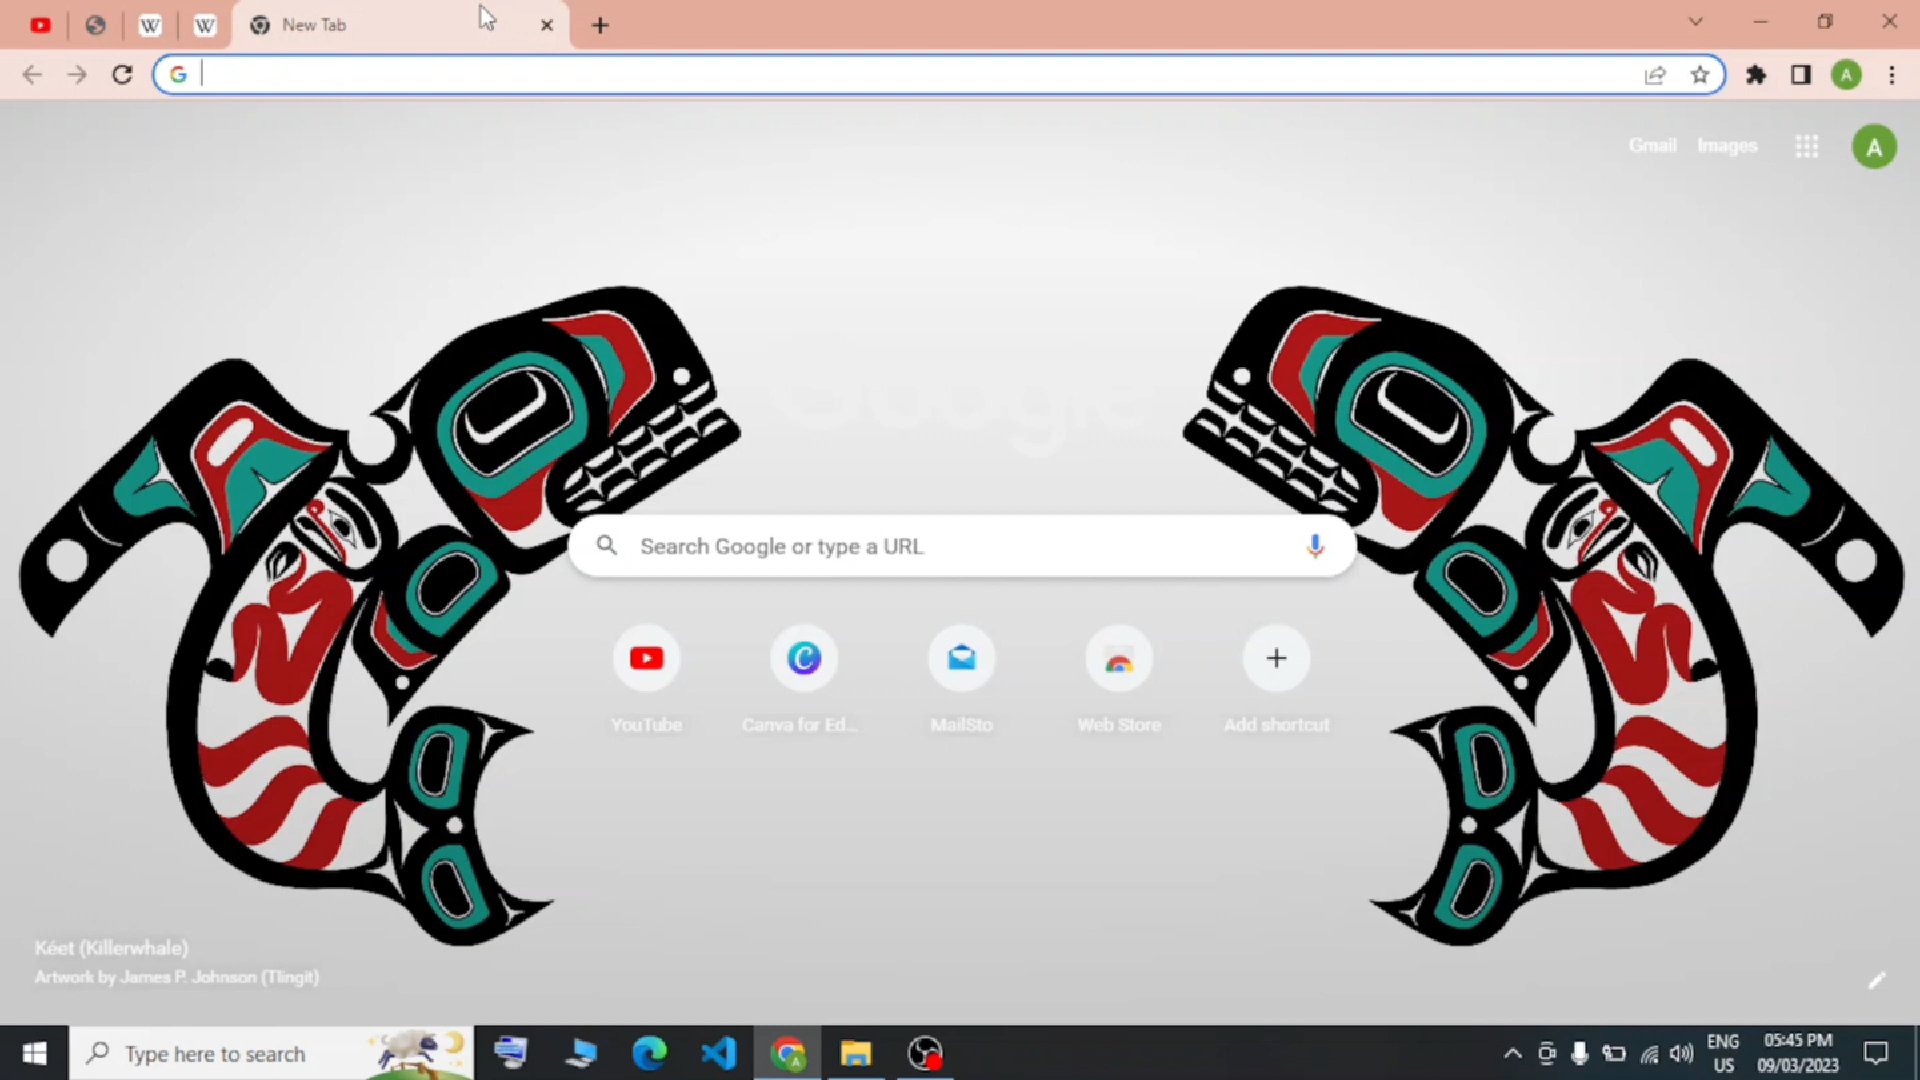 W
W
New Tab
G
A
Gmail
Images
A
Google
Search Google or type a URL
YouTube
Canva for Ed...
MailSto
Web Store
Add shortcut
Kéet (Killerwhale)
Artwork by James P. Johnson (Tlingit)
Type here to search
ENG
US
05:45 PM
09/03/2023